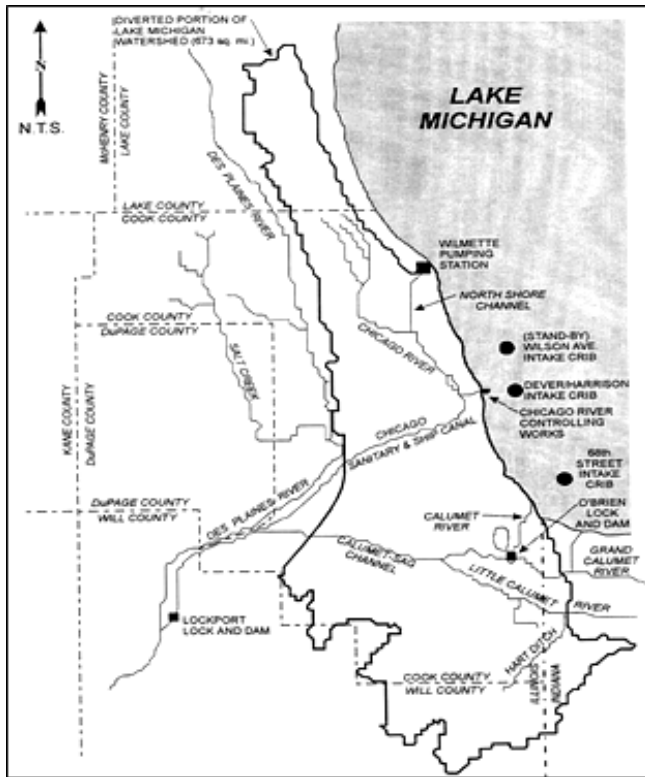 DIVERTED PORTION OF
LAKE MICHIGAN
WATERSHED (673 sq. mi.)
N
N.T.S.
McHENRY COUNTY
LAKE COUNTY
LAKE
MICHIGAN
DES PLAINES RIVER
LAKE COUNTY
COOK COUNTY
WILMETTE
PUMPING
STATION
NORTH SHORE
CHANNEL
COOK COUNTY
DuPAGE COUNTY
(STAND-BY)
WILSON AVE.
INTAKE CRIB
CHICAGO RIVER
SALT CREEK
DEVER/HARRISON
INTAKE CRIB
CHICAGO RIVER
CONTROLLING
WORKS
KANE COUNTY
DuPAGE COUNTY
CHICAGO
SANITARY & SHIP CANAL
68th
STREET
INTAKE
CRIB
DuPAGE COUNTY
WILL COUNTY
DES PLAINES RIVER
CALUMET
RIVER
O'BRIEN
LOCK
AND DAM
CALUMET-SAG
CHANNEL
GRAND
CALUMET
RIVER
LITTLE CALUMET
RIVER
LOCKPORT
LOCK AND DAM
HART DITCH
ILLINOIS
INDIANA
COOK COUNTY
WILL COUNTY